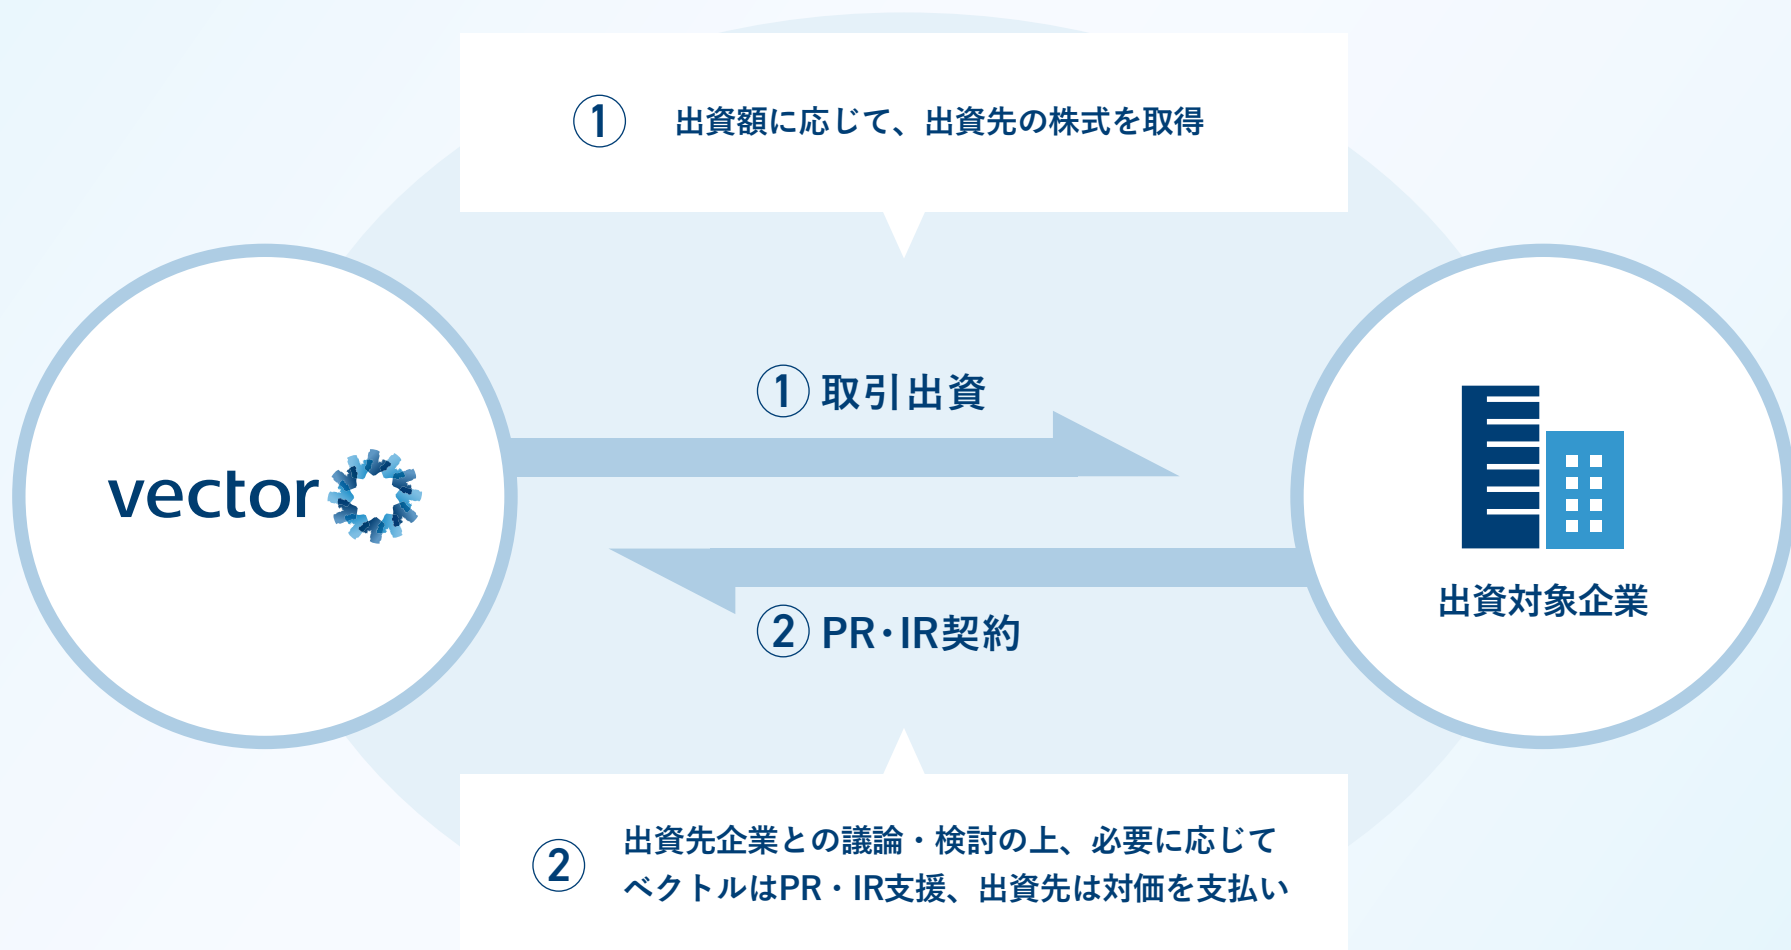 ① 出資額に応じて、出資先の株式を取得
① 取引出資
vector
出資対象企業
② PR・IR契約
② 出資先企業との議論・検討の上、必要に応じて
ベクトルはPR・IR支援、出資先は対価を支払い